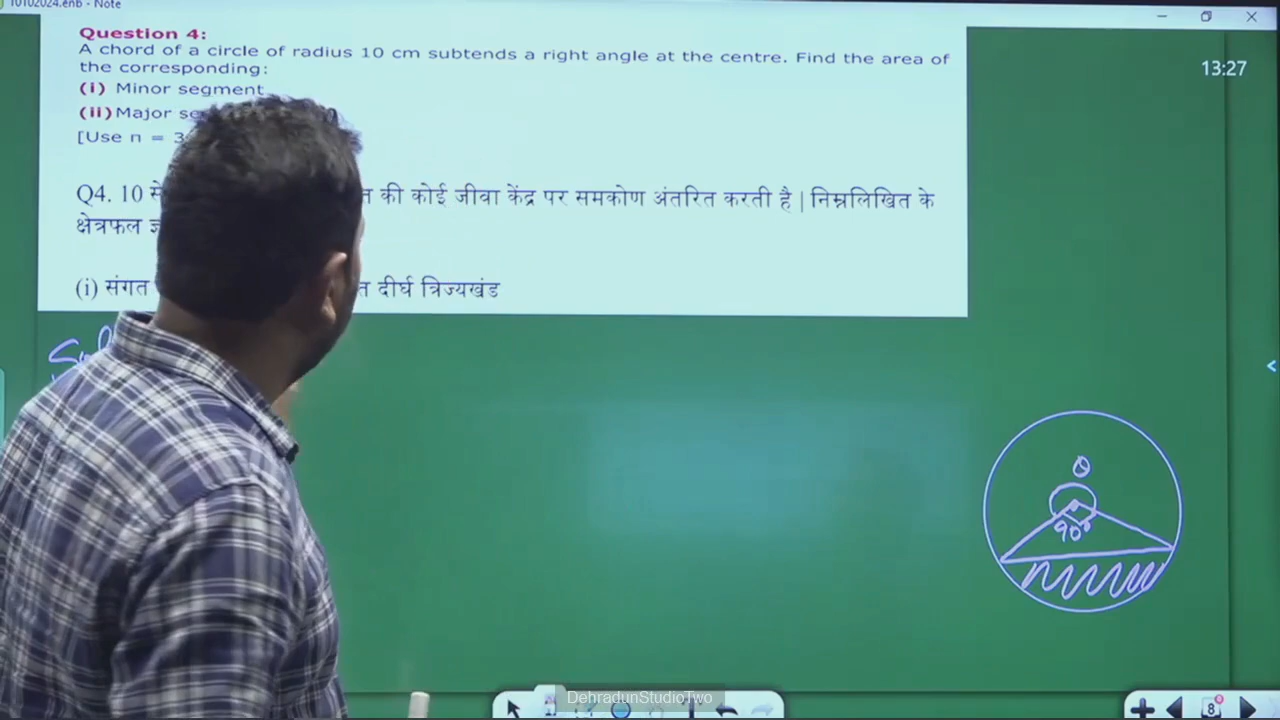 10102024.enb - Note
Question 4:
A chord of a circle of radius 10 cm subtends a right angle at the centre. Find the area of
the corresponding:
(i) Minor segment
(ii) Major
[Use π = 3
13:27
Q4. 10 की कोई जीवा केंद्र पर समकोण अंतरित करती है | निम्नलिखित के
क्षेत्रफल
(i) संगत दीर्घ त्रिज्यखंड
θ
90°
DehradunStudioTwo
8